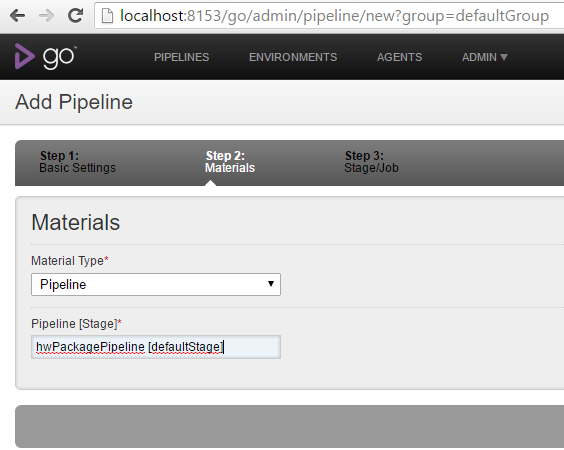 localhost:8153/go/admin/pipeline/new?group=defaultGroup
go™ PIPELINES ENVIRONMENTS AGENTS ADMIN ▼
Add Pipeline
Step 1: Step 2: Step 3:
Basic Settings Materials Stage/Job
Materials
Material Type*
Pipeline
Pipeline [Stage]*
hwPackagePipeline [defaultStage]